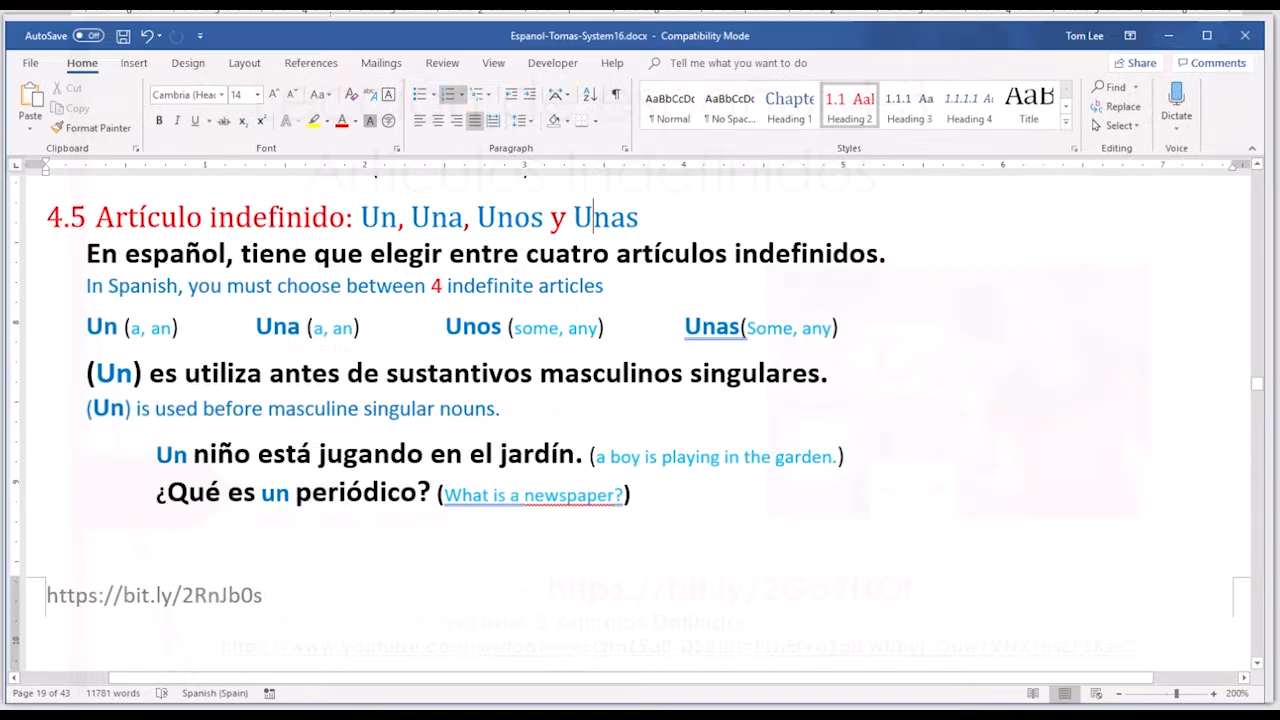 AutoSave Off Espanol-Tomas-System16.docx - Compatibility Mode Tom Lee
File Home Insert Design Layout References Mailings Review View Developer Help Tell me what you want to do Share Comments
Paste Cut Copy Format Painter Cambria (Hea 14 Find Replace Select Dictate
AaBbCcDc AaBbCcDc Chapte 1.1 Aal 1.1.1 Aa 1.1.1.1 Aa AaB
¶ Normal ¶ No Spac... Heading 1 Heading 2 Heading 3 Heading 4 Title
Clipboard Font Paragraph Styles Editing Voice
4.5 Artículo indefinido: Un, Una, Unos y Unas
En español, tiene que elegir entre cuatro artículos indefinidos.
In Spanish, you must choose between 4 indefinite articles
Un (a, an) Una (a, an) Unos (some, any) Unas(Some, any)
(Un) es utiliza antes de sustantivos masculinos singulares.
(Un) is used before masculine singular nouns.
Un niño está jugando en el jardín. (a boy is playing in the garden.)
¿Qué es un periódico? (What is a newspaper?)
https://bit.ly/2RnJb0s
Page 19 of 43 11781 words Spanish (Spain) 200%